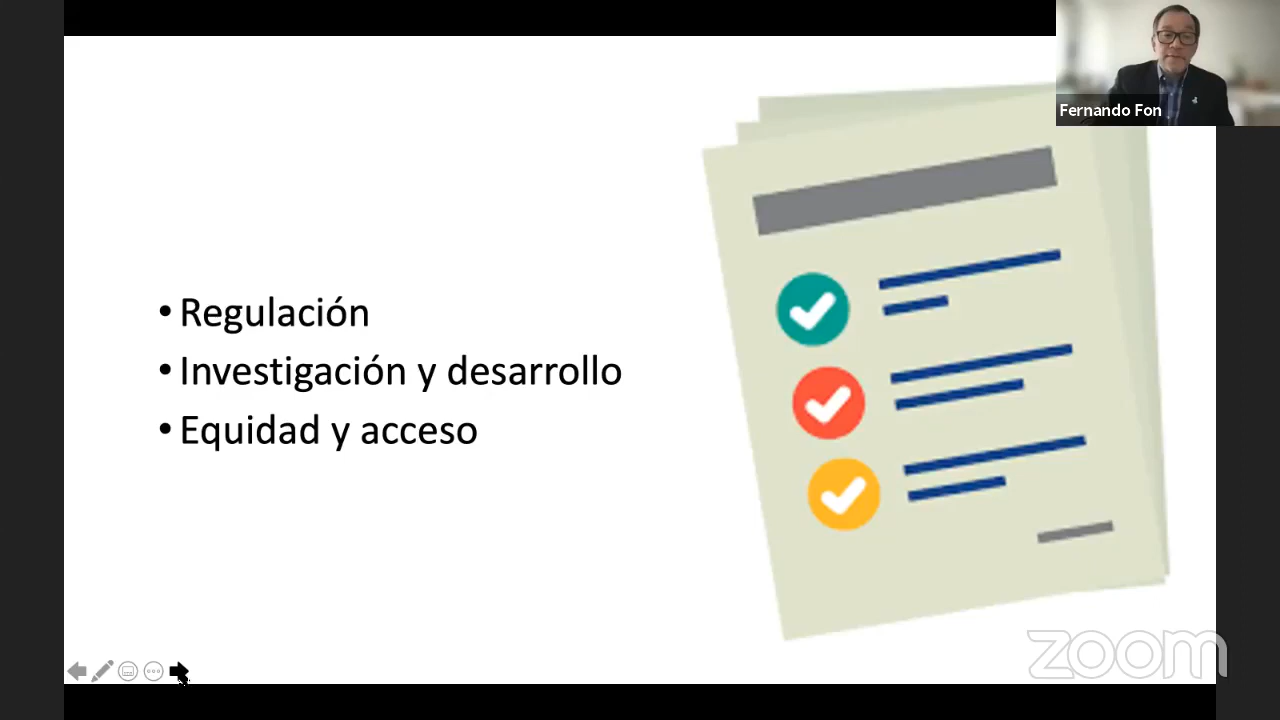 Fernando Fon
• Regulación
• Investigación y desarrollo
• Equidad y acceso
zoom